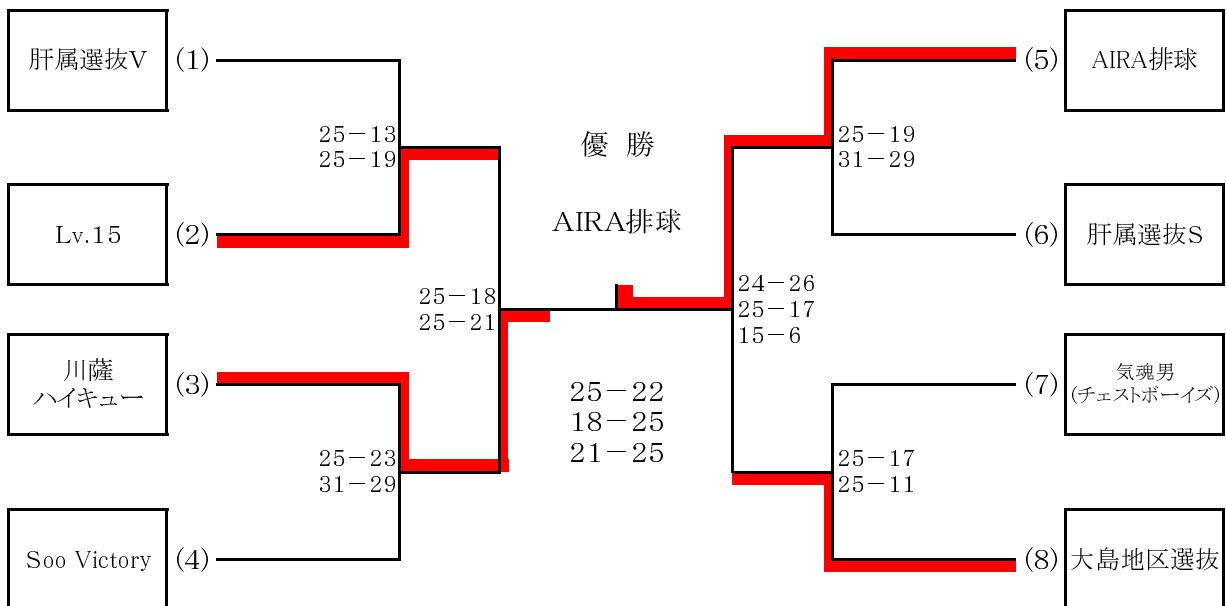 肝属選抜V
(1)
25－13
25－19
Lv.15
(2)
25－18
25－21
川薩
ハイキュー
(3)
25－23
31－29
Soo Victory
(4)
優 勝
AIRA排球
25－22
18－25
21－25
(5)
AIRA排球
25－19
31－29
(6)
肝属選抜S
24－26
25－17
15－6
(7)
気魂男
(チェストボーイズ)
25－17
25－11
(8)
大島地区選抜